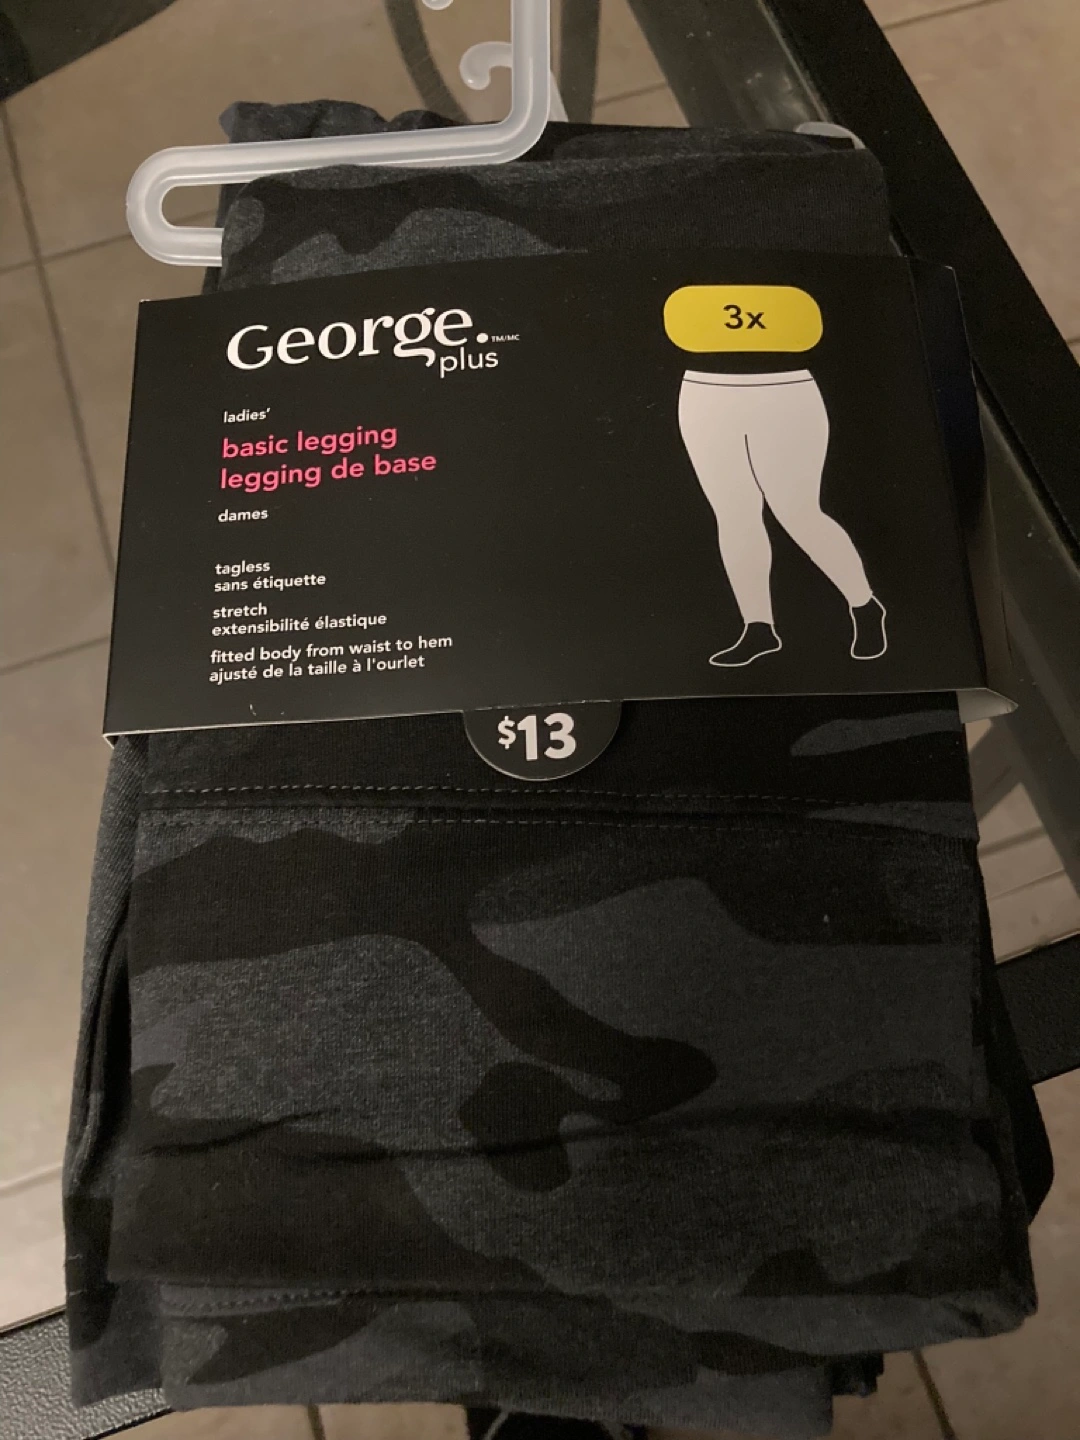 George.™/MC
plus
3x
ladies'
basic legging
legging de base
dames
tagless
sans étiquette
stretch
extensibilité élastique
fitted body from waist to hem
ajusté de la taille à l'ourlet
$13